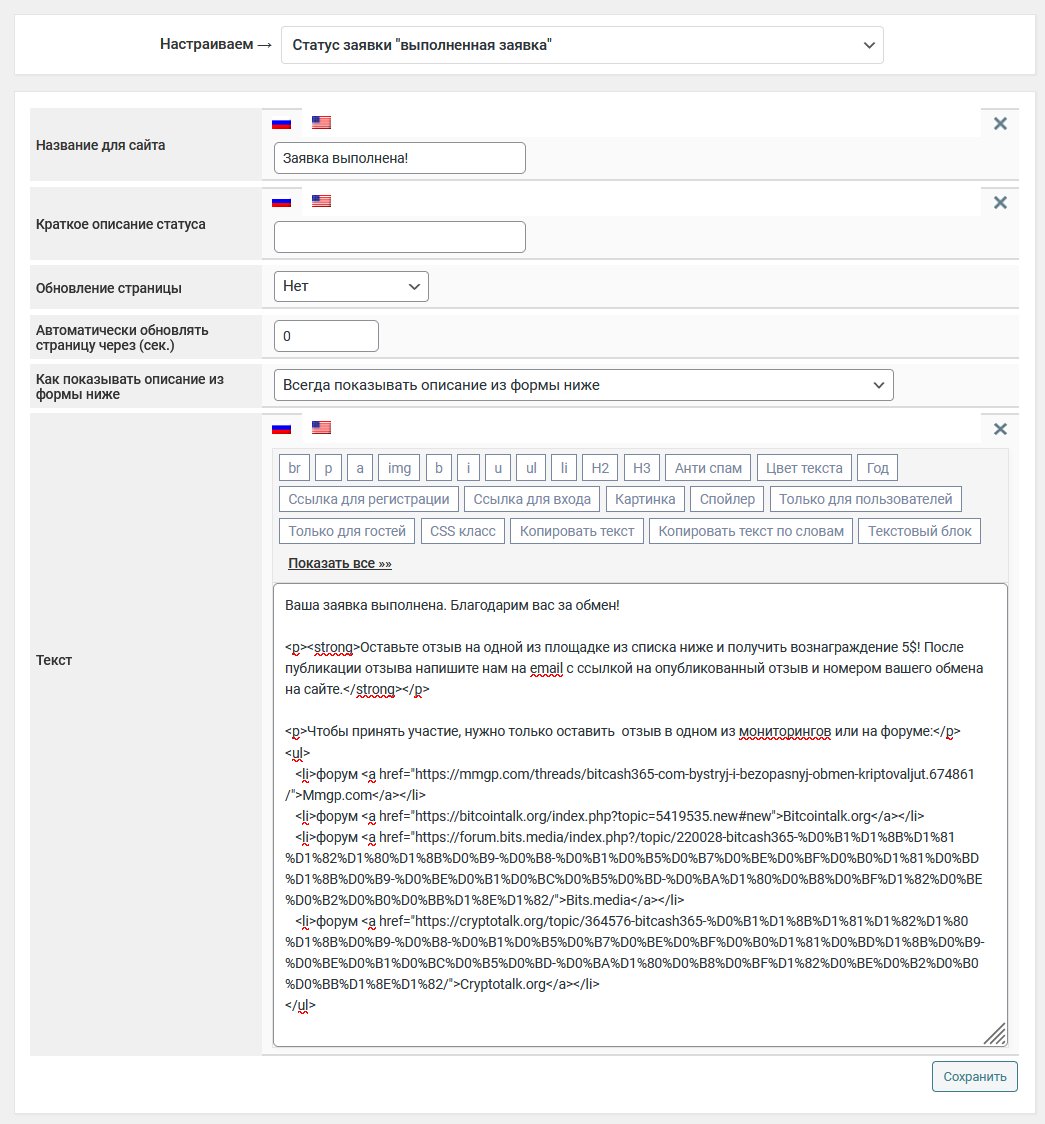 Настраиваем →
Статус заявки "выполненная заявка"
Название для сайта
Заявка выполнена!
Краткое описание статуса
Обновление страницы
Нет
Автоматически обновлять
страницу через (сек.)
0
Как показывать описание из
формы ниже
Всегда показывать описание из формы ниже
Текст
br p a img b i u ul li H2 H3 Анти спам Цвет текста Год
Ссылка для регистрации Ссылка для входа Картинка Спойлер Только для пользователей
Только для гостей CSS класс Копировать текст Копировать текст по словам Текстовый блок
Показать все »»
Ваша заявка выполнена. Благодарим вас за обмен!
<p><strong>Оставьте отзыв на одной из площадке из списка ниже и получить вознаграждение 5$! После
публикации отзыва напишите нам на email с ссылкой на опубликованный отзыв и номером вашего обмена
на сайте.</strong></p>
<p>Чтобы принять участие, нужно только оставить  отзыв в одном из мониторингов или на форуме:</p>
<ul>
<li>форум <a href="https://mmgp.com/threads/bitcash365-com-bystryj-i-bezopasnyj-obmen-kriptovaljut.674861
/">Mmgp.com</a></li>
<li>форум <a href="https://bitcointalk.org/index.php?topic=5419535.new#new">Bitcointalk.org</a></li>
<li>форум <a href="https://forum.bits.media/index.php?/topic/220028-bitcash365-%D0%B1%D1%8B%D1%81
%D1%82%D1%80%D1%8B%D0%B9-%D0%B8-%D0%B1%D0%B5%D0%B7%D0%BE%D0%BF%D0%B0%D1%81%D0%BD
%D1%8B%D0%B9-%D0%BE%D0%B1%D0%BC%D0%B5%D0%BD-%D0%BA%D1%80%D0%B8%D0%BF%D1%82%D0%BE
%D0%B2%D0%B0%D0%BB%D1%8E%D1%82/">Bits.media</a></li>
<li>форум <a href="https://cryptotalk.org/topic/364576-bitcash365-%D0%B1%D1%8B%D1%81%D1%82%D1%80
%D1%8B%D0%B9-%D0%B8-%D0%B1%D0%B5%D0%B7%D0%BE%D0%BF%D0%B0%D1%81%D0%BD%D1%8B%D0%B9-
%D0%BE%D0%B1%D0%BC%D0%B5%D0%BD-%D0%BA%D1%80%D0%B8%D0%BF%D1%82%D0%BE%D0%B2%D0%B0
%D0%BB%D1%8E%D1%82/">Cryptotalk.org</a></li>
</ul>
Сохранить